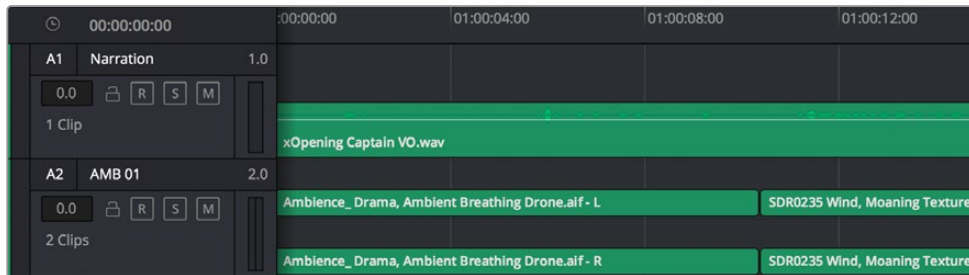 00:00:00:00
:00:00:00 01:00:04:00 01:00:08:00 01:00:12:00
A1 Narration 1.0
0.0 R S M
1 Clip
xOpening Captain VO.wav
A2 AMB 01 2.0
0.0 R S M
2 Clips
Ambience_ Drama, Ambient Breathing Drone.aif - L SDR0235 Wind, Moaning Texture
Ambience_ Drama, Ambient Breathing Drone.aif - R SDR0235 Wind, Moaning Texture